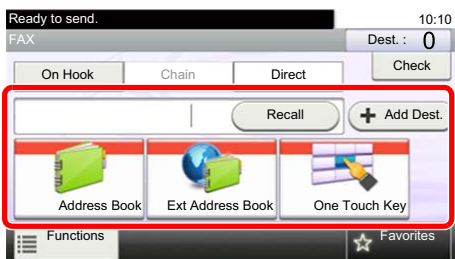 Ready to send.
10:10
FAX
Dest. : 0
On Hook
Chain
Direct
Check
Recall
Add Dest.
Address Book
Ext Address Book
One Touch Key
Functions
Favorites